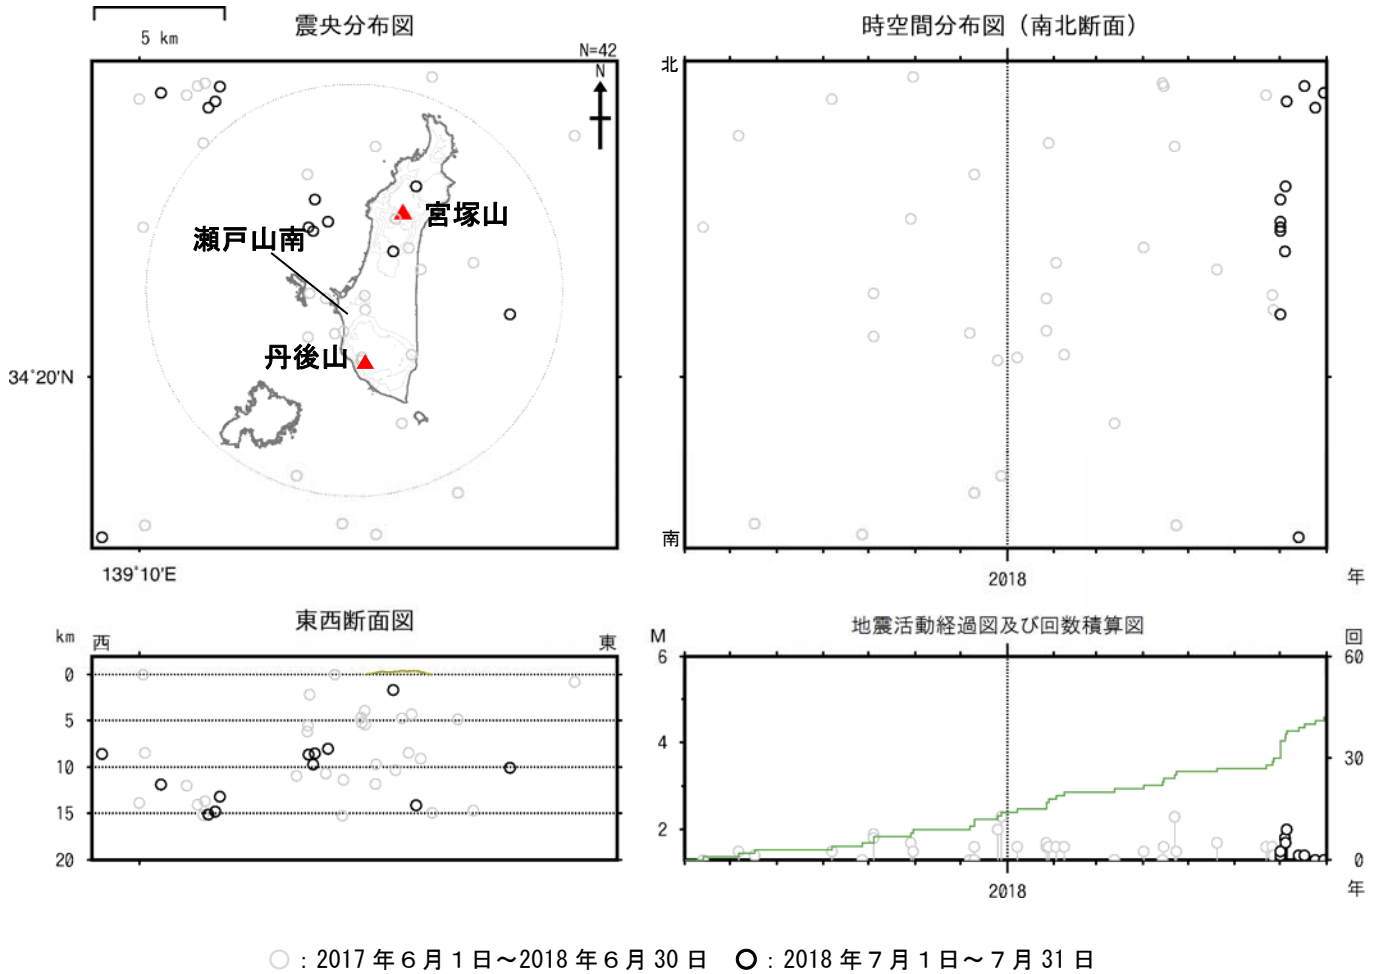 震央分布図
時空間分布図（南北断面）
5 km
N=42
N
北
宮塚山
瀬戸山南
丹後山
34°20'N
南
139°10'E
2018
年
東西断面図
地震活動経過図及び回数積算図
km
西
東
M
回
0
5
10
15
20
6
4
2
60
30
0
2018
年
○：2017 年６月１日～2018 年６月 30 日 ○：2018 年７月１日～７月 31 日